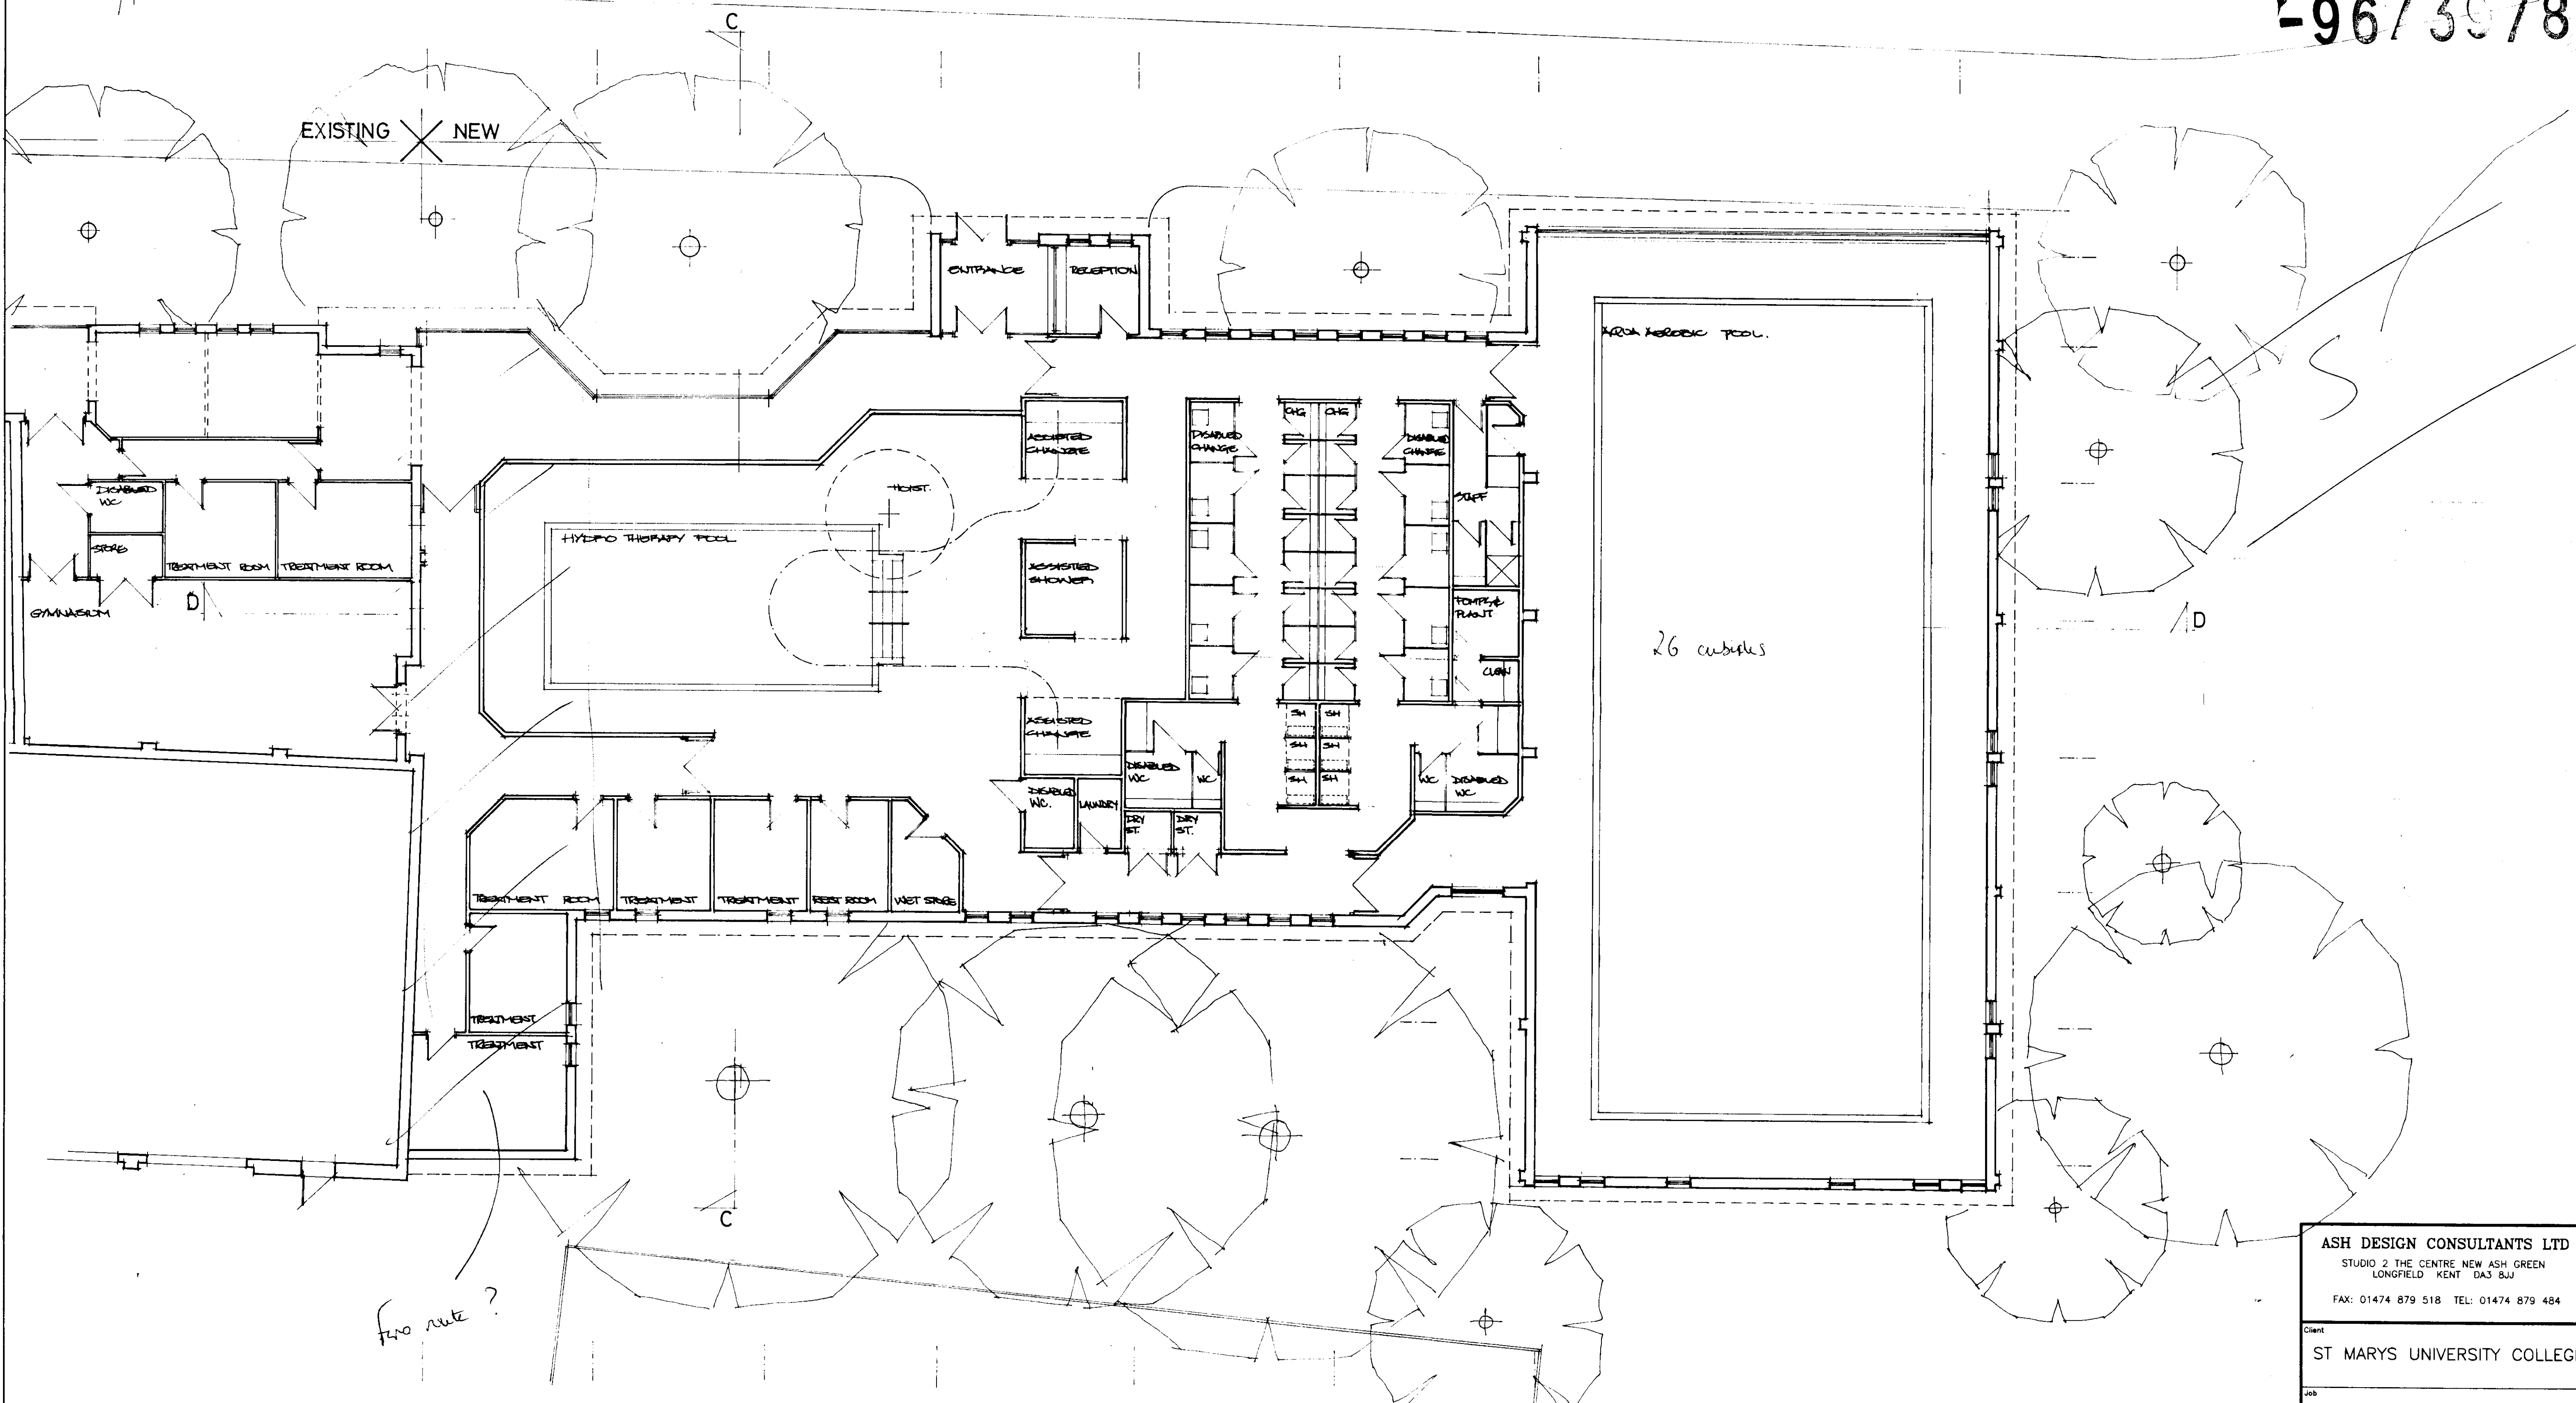 C
EXISTING NEW
ENTRANCE
RECEPTION
AQUA AEROBIC POOL.
ASSISTED
CHANGE
DISABLED
CHANGE
CHG
CHG
DISABLED
CHANGE
HOIST.
STAFF
DISABLED
WC
STORE
TREATMENT ROOM
TREATMENT ROOM
HYDRO THERAPY POOL
ASSISTED
SHOWER
D
GYMNASIUM
PUMPS &
PLANT
D
26 cubicles
CLEAN
ASSISTED
CHANGE
SH
SH
SH
SH
SH
SH
DISABLED
WC
WC
WC
DISABLED
WC
DISABLED
WC.
LAUNDRY
DRY
ST.
DRY
ST.
TREATMENT ROOM
TREATMENT
TREATMENT
REST ROOM
WET STORE
TREATMENT
TREATMENT
C
Fire route ?
ASH DESIGN CONSULTANTS LTD
STUDIO 2 THE CENTRE NEW ASH GREEN
LONGFIELD KENT DA3 8JJ
FAX: 01474 879 518 TEL: 01474 879 484
Client
ST MARYS UNIVERSITY COLLEG
Job